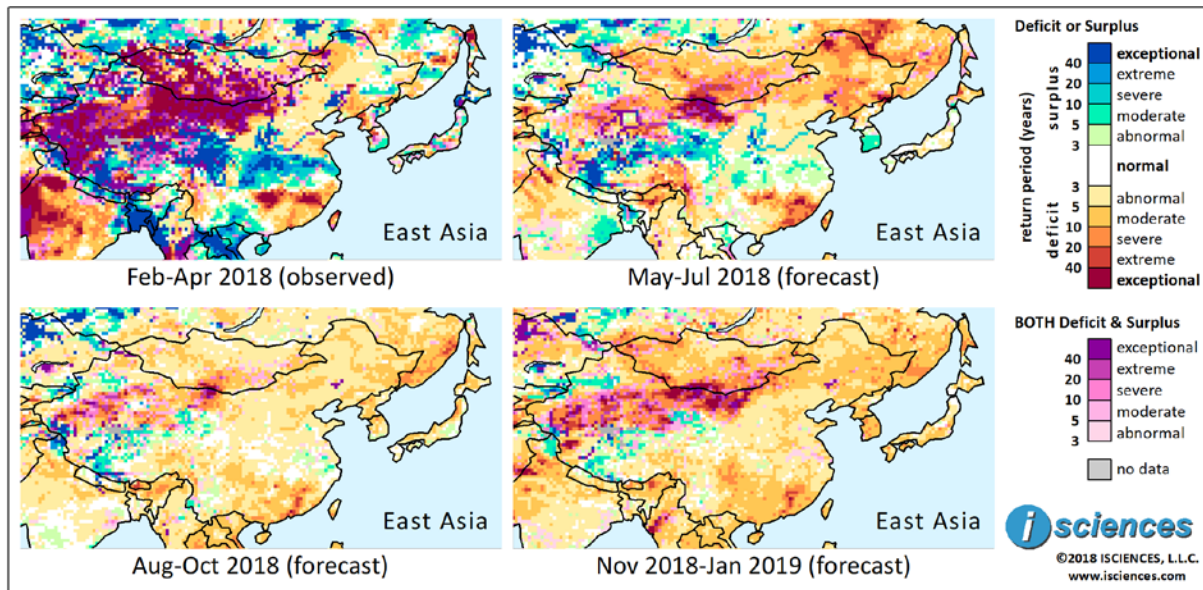 East Asia
Feb-Apr 2018 (observed)
East Asia
May-Jul 2018 (forecast)
East Asia
Aug-Oct 2018 (forecast)
East Asia
Nov 2018-Jan 2019 (forecast)
Deficit or Surplus
return period (years)
surplus
deficit
40
20
10
5
3
3
5
10
20
40
exceptional
extreme
severe
moderate
abnormal
normal
abnormal
moderate
severe
extreme
exceptional
BOTH Deficit & Surplus
40
20
10
5
3
exceptional
extreme
severe
moderate
abnormal
no data
i sciences
©2018 ISCIENCES, L.L.C.
www.isciences.com